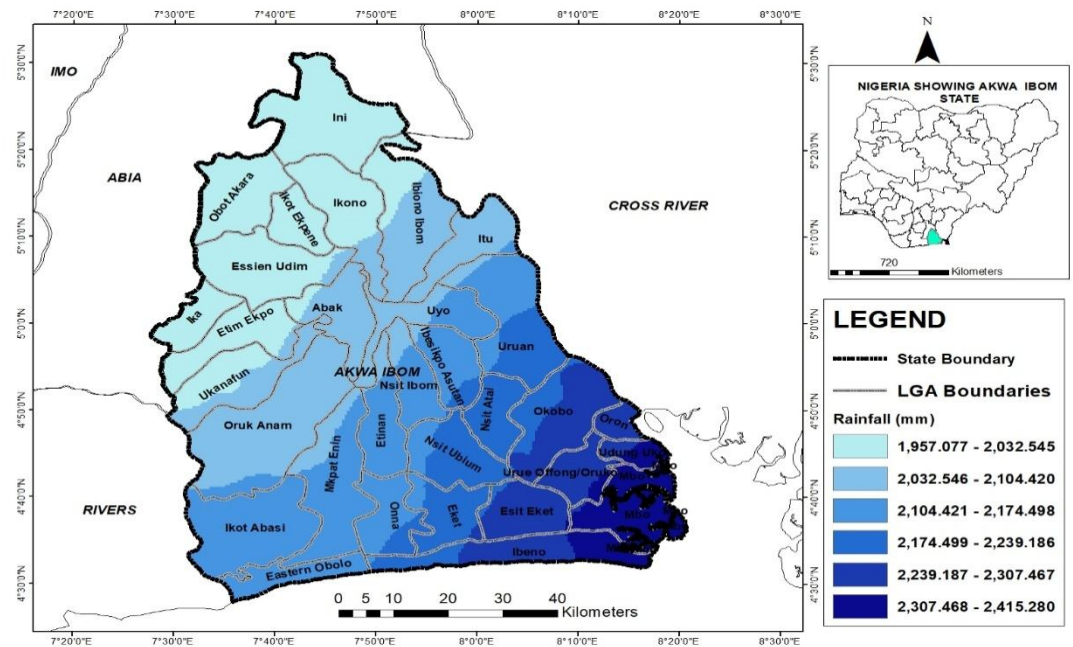 7°20'0"E
7°30'0"E
7°40'0"E
7°50'0"E
8°0'0"E
8°10'0"E
8°20'0"E
8°30'0"E
5°30'0"N
5°20'0"N
5°10'0"N
5°0'0"N
4°50'0"N
4°40'0"N
4°30'0"N
IMO
ABIA
RIVERS
CROSS RIVER
AKWA IBOM
Ini
Obot Akara
Ikot Ekpene
Ikono
Ibiono Ibom
Itu
Essien Udim
Ika
Etim Ekpo
Abak
Uyo
Uruan
Ukanafun
Ibesikpo Asutan
Nsit Ibom
Nsit Atai
Okobo
Oron
Oruk Anam
Etinan
Mkpat Enin
Nsit Ubium
Udung Uko
Urue Offong/Oruko
Mbo
Mbo
Ikot Abasi
Onna
Eket
Esit Eket
Ibeno
Eastern Obolo
0 5 10 20 30 40
Kilometers
5°30'0"N
5°20'0"N
5°10'0"N
5°0'0"N
4°50'0"N
4°40'0"N
4°30'0"N
7°20'0"E
7°30'0"E
7°40'0"E
7°50'0"E
8°0'0"E
8°10'0"E
8°20'0"E
8°30'0"E
N
NIGERIA SHOWING AKWA IBOM
STATE
720
Kilometers
LEGEND
State Boundary
LGA Boundaries
Rainfall (mm)
1,957.077 - 2,032.545
2,032.546 - 2,104.420
2,104.421 - 2,174.498
2,174.499 - 2,239.186
2,239.187 - 2,307.467
2,307.468 - 2,415.280